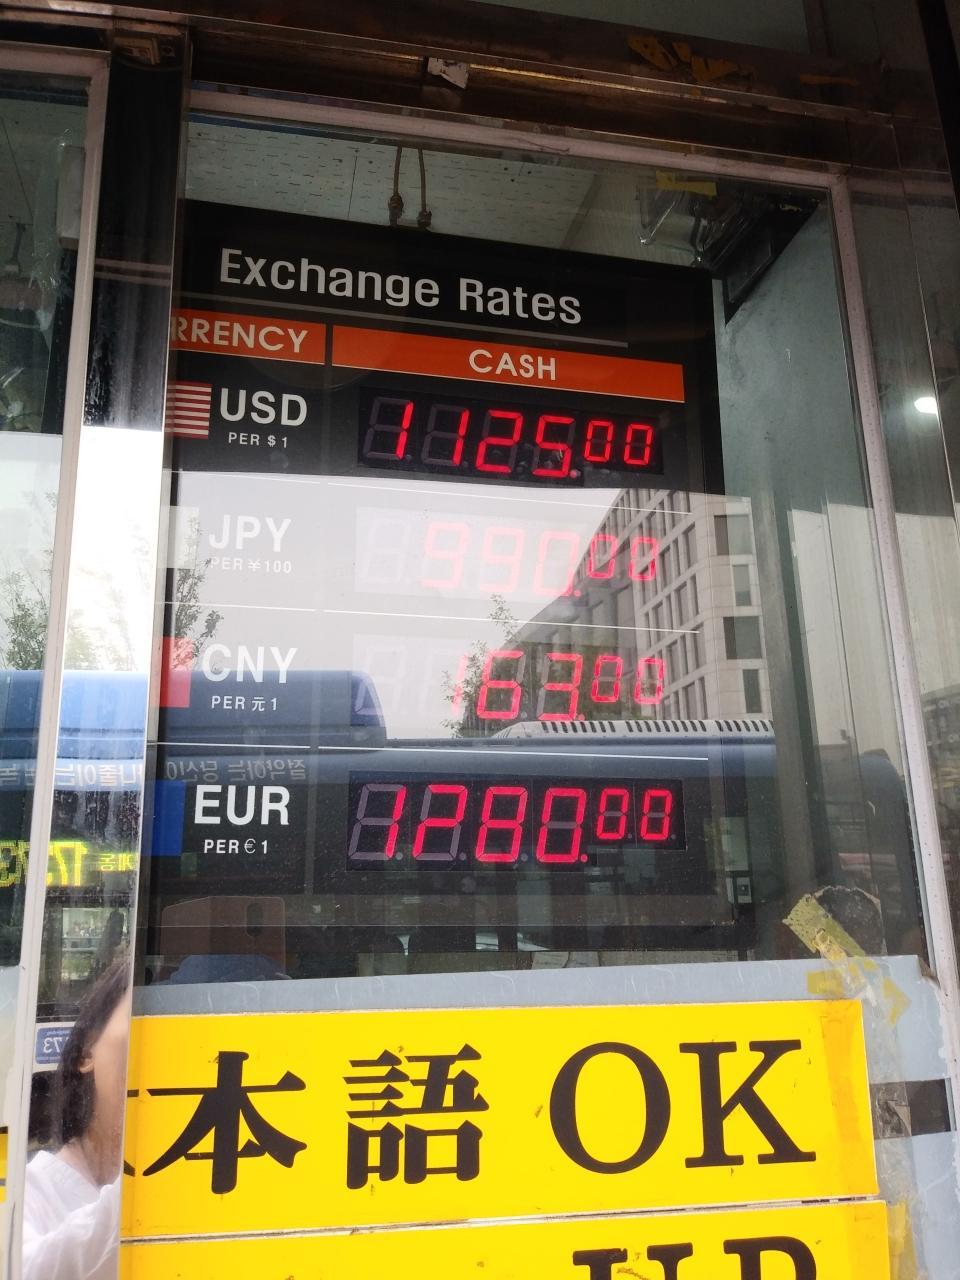 Exchange Rates
RRENCY CASH
USD 1125.00
PER $ 1
JPY 990.00
PER ¥ 100
CNY 163.00
PER 元 1
EUR 1280.00
PER € 1
本語 OK